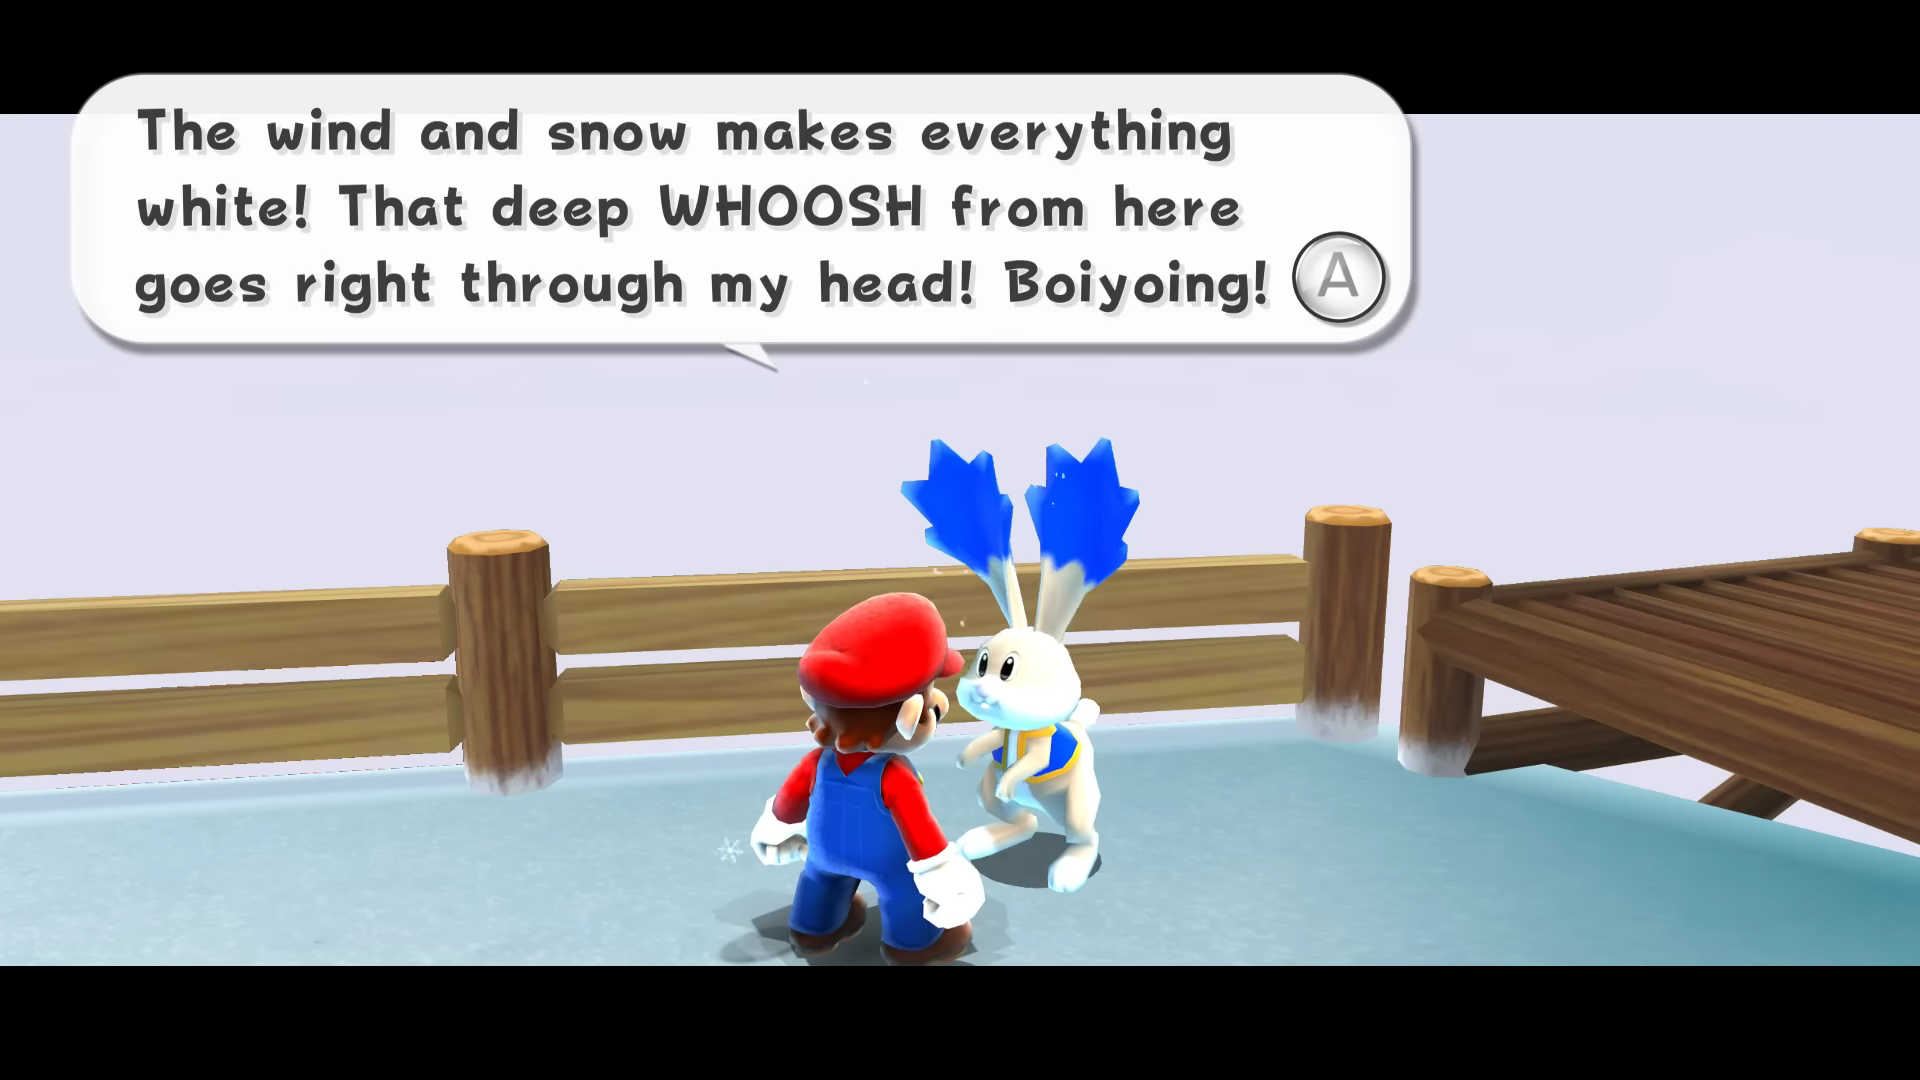 The wind and snow makes everything
white! That deep WHOOSH from here
goes right through my head! Boiyoing!
A